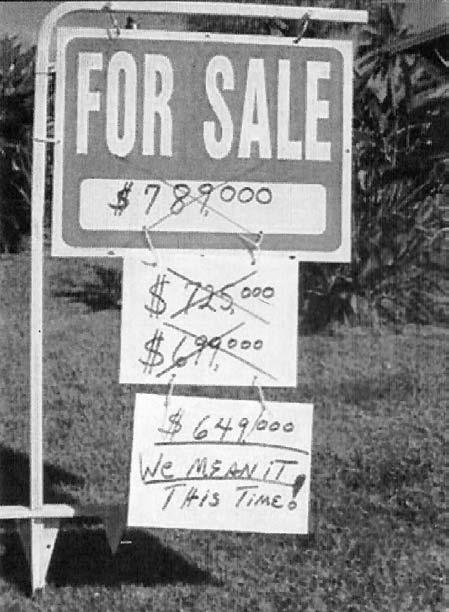 FOR SALE
$789,000
$725,000
$699,000
$649,000
WE MEAN IT
THIS TIME!